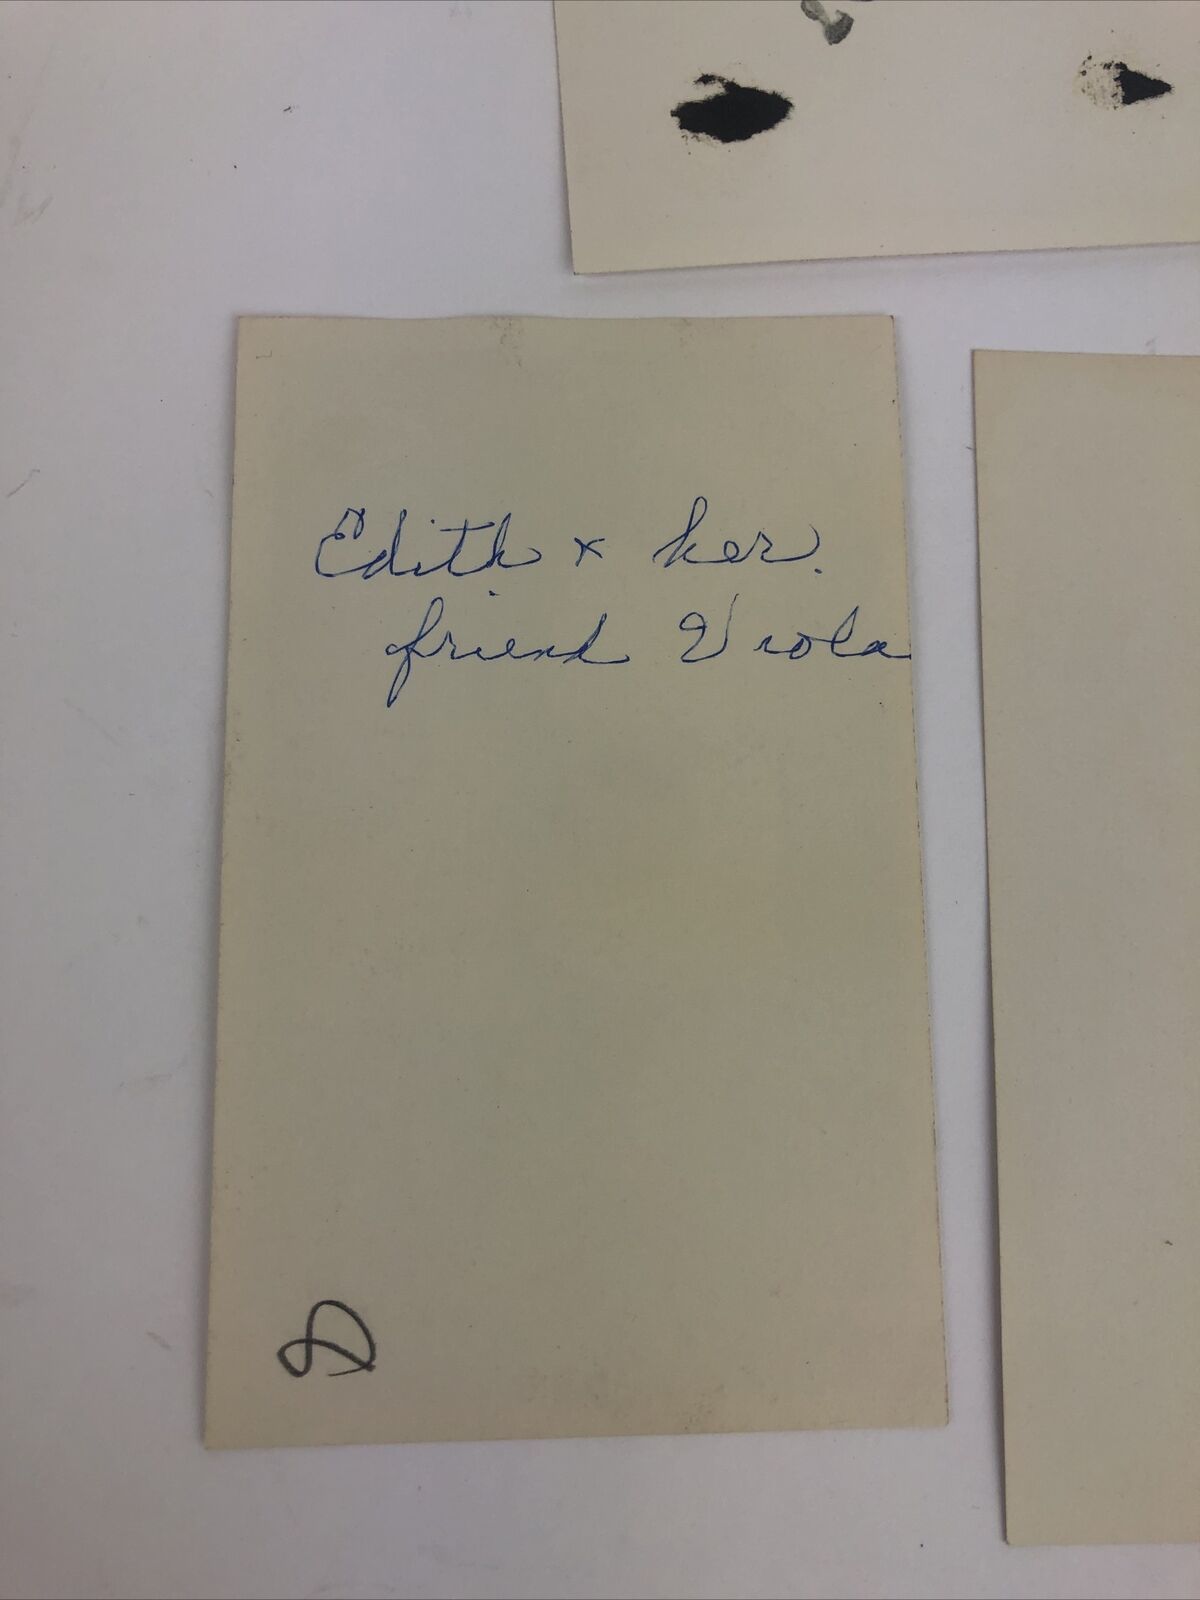 Edith x her.
friend Viola